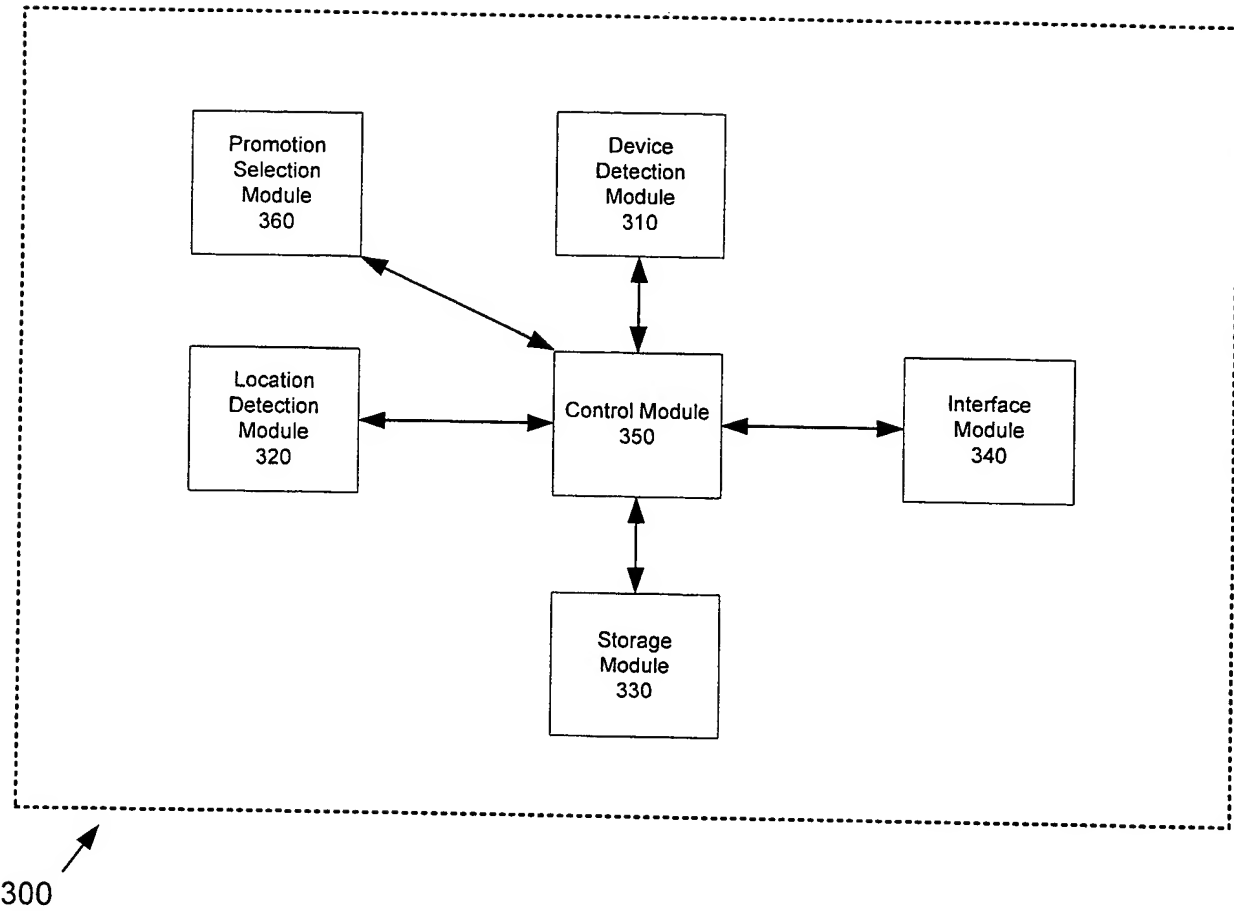 Promotion
Selection
Module
360
Device
Detection
Module
310
Location
Detection
Module
320
Control Module
350
Interface
Module
340
Storage
Module
330
300